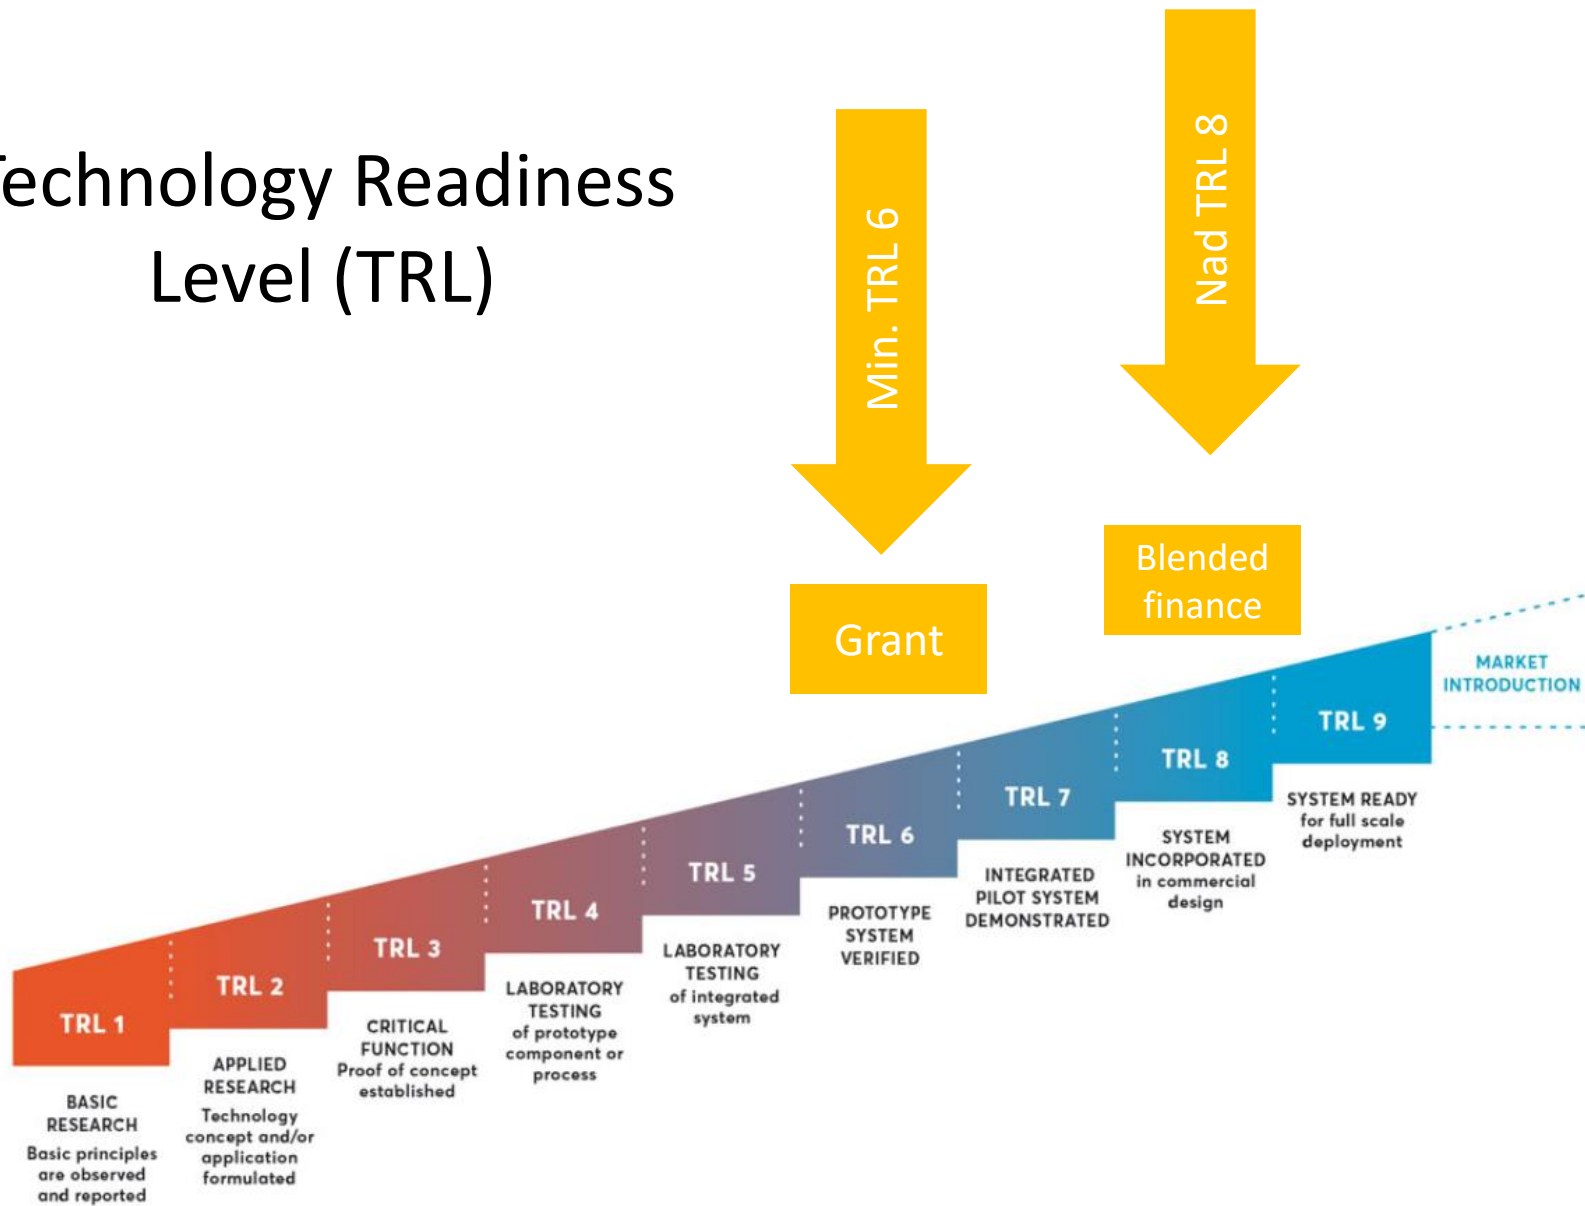 echnology Readiness
Level (TRL)
Min. TRL 6
Nad TRL 8
Grant
Blended
finance
TRL 1
BASIC
RESEARCH
Basic principles
are observed
and reported
TRL 2
APPLIED
RESEARCH
Technology
concept and/or
application
formulated
TRL 3
CRITICAL
FUNCTION
Proof of concept
established
TRL 4
LABORATORY
TESTING
of prototype
component or
process
TRL 5
LABORATORY
TESTING
of integrated
system
TRL 6
PROTOTYPE
SYSTEM
VERIFIED
TRL 7
INTEGRATED
PILOT SYSTEM
DEMONSTRATED
TRL 8
SYSTEM
INCORPORATED
in commercial
design
TRL 9
SYSTEM READY
for full scale
deployment
MARKET
INTRODUCTION